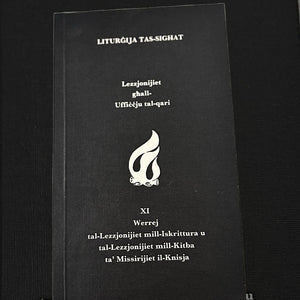 LITURĠIJA TAS-SIGHAT
Lezzjonijiet
għall-
Uffiċċju tal-qari
XI
Werrej
tal-Lezzjonijiet mill-Iskrittura u
tal-Lezzjonijiet mill-Kitba
ta' Missirijiet il-Knisja